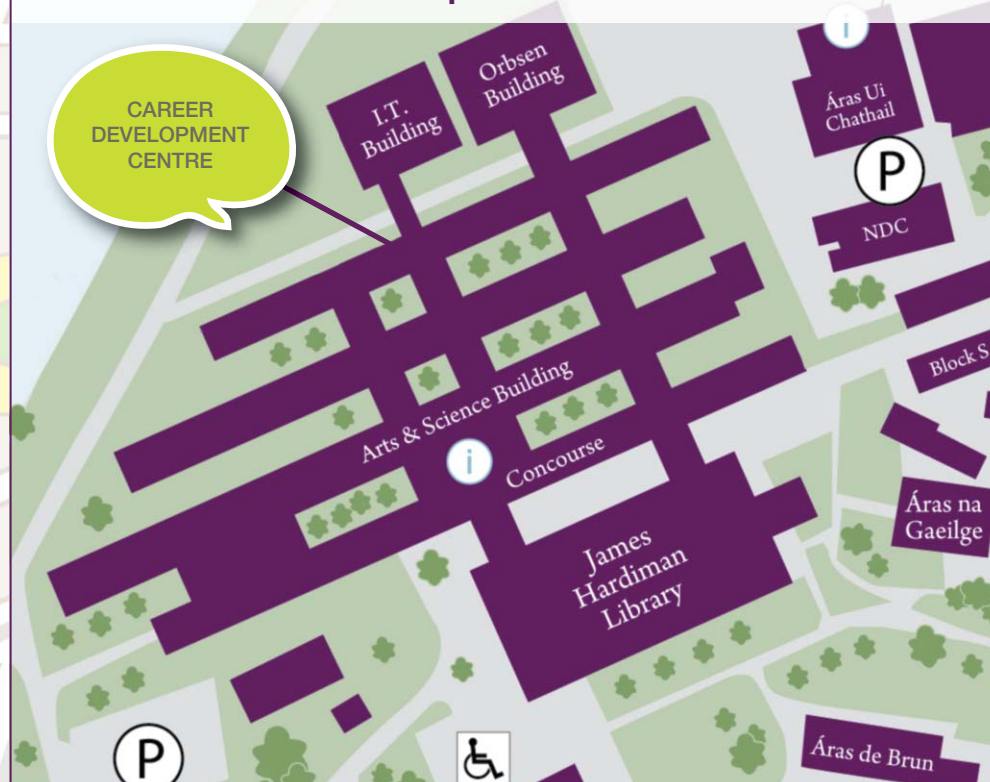 CAREER
DEVELOPMENT
CENTRE
I.T.
Building
Orbsen
Building
i
Áras Ui
Chathail
P
NDC
Block S
Arts & Science Building
i
Concourse
Áras na
Gaeilge
James
Hardiman
Library
P
Áras de Brun